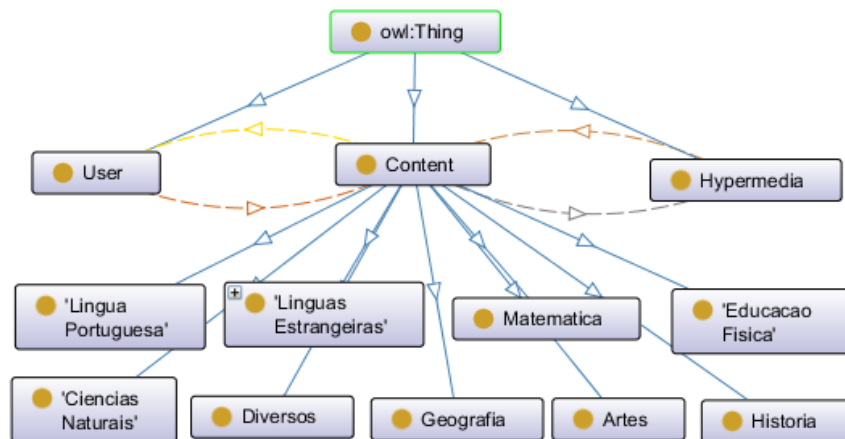 owl:Thing
User
Content
Hypermedia
'Lingua
Portuguesa'
'Linguas
Estrangeiras'
Matematica
'Educacao
Fisica'
'Ciencias
Naturais'
Diversos
Geografia
Artes
Historia